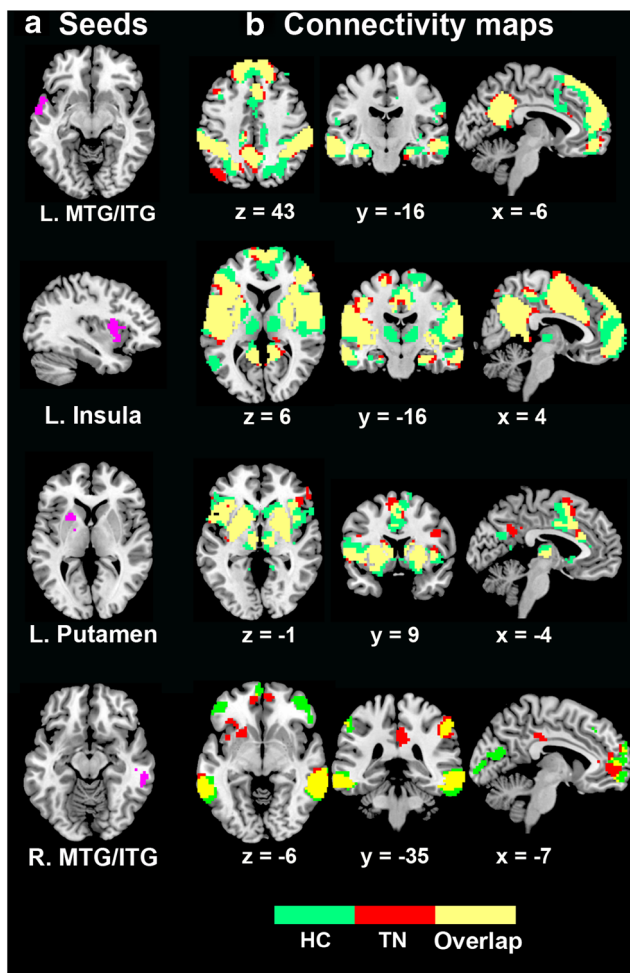 a Seeds b Connectivity maps
L. MTG/ITG z = 43 y = -16 x = -6
L. Insula z = 6 y = -16 x = 4
L. Putamen z = -1 y = 9 x = -4
R. MTG/ITG z = -6 y = -35 x = -7
HC TN Overlap